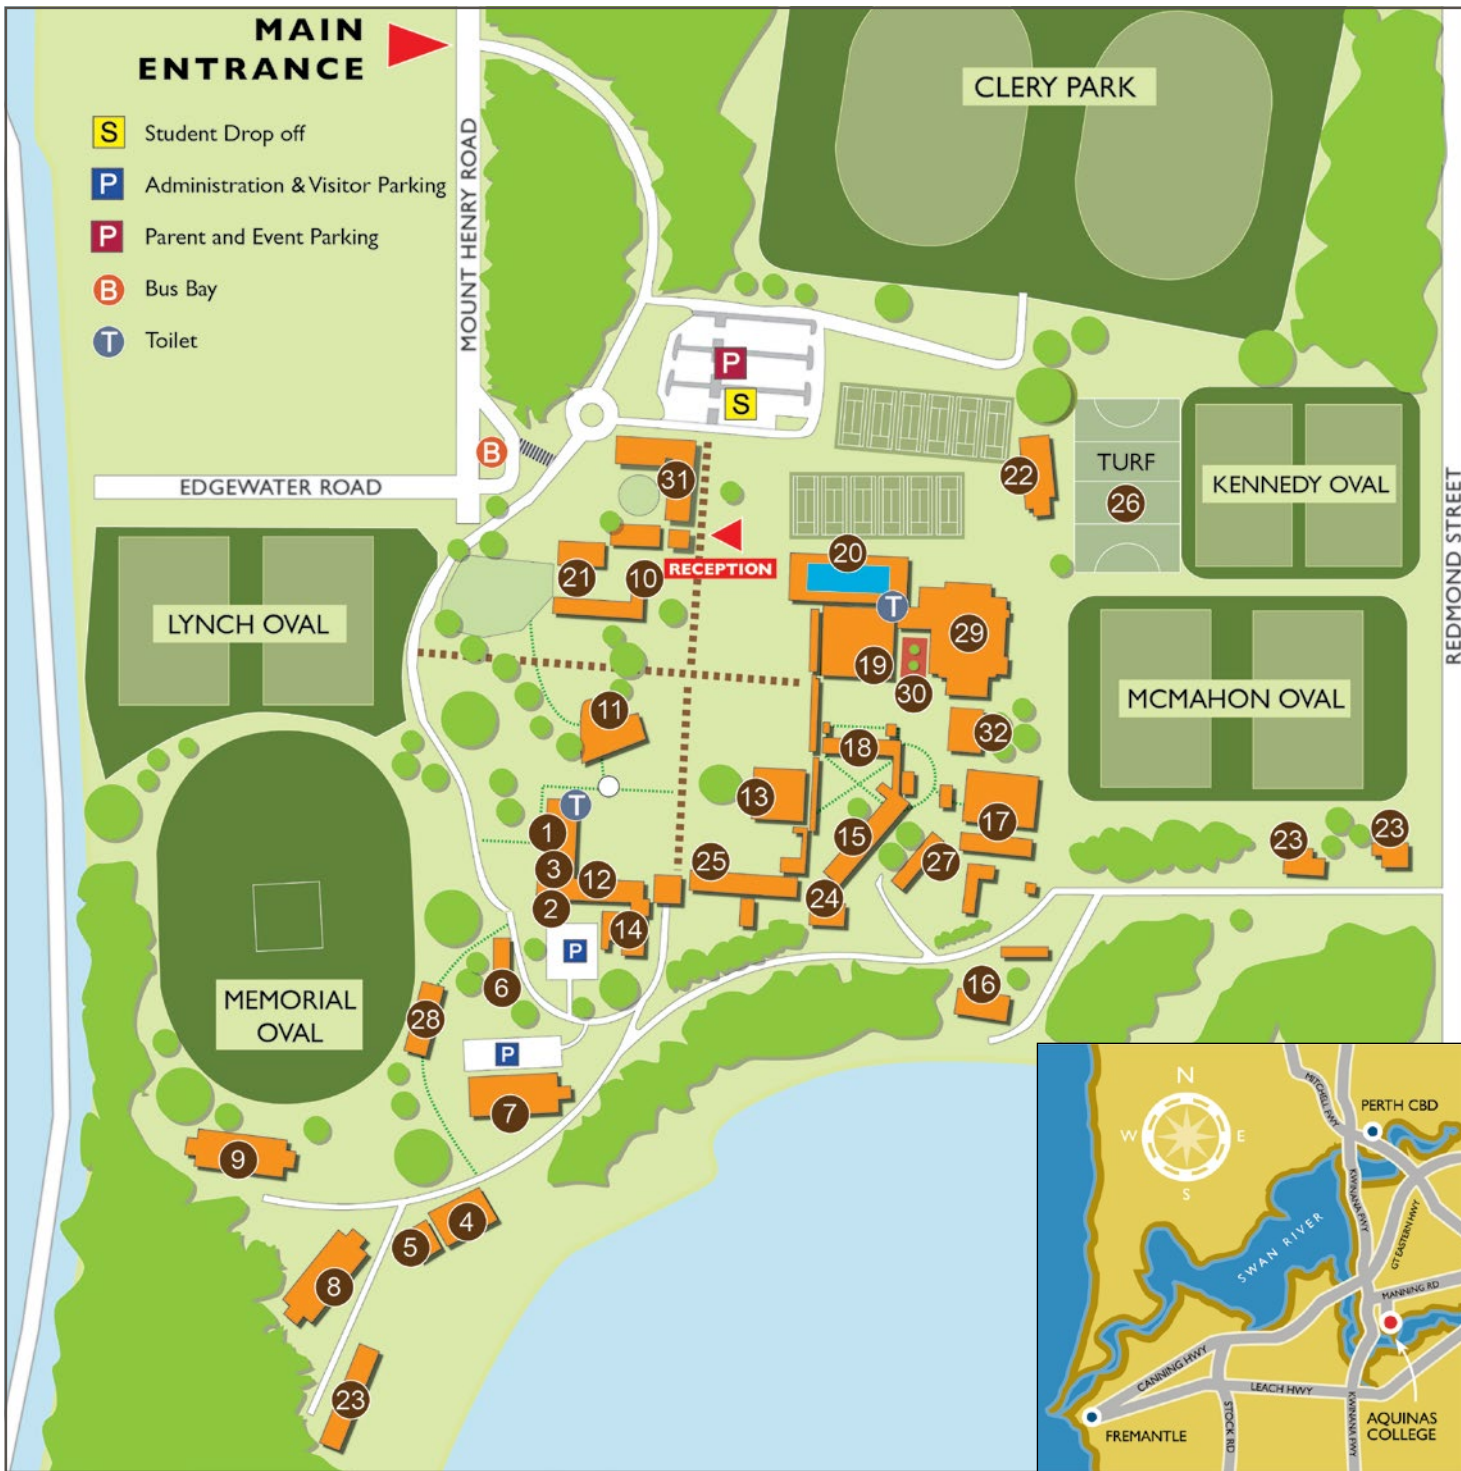 MAIN
ENTRANCE
S Student Drop off
P Administration & Visitor Parking
P Parent and Event Parking
B Bus Bay
T Toilet
MOUNT HENRY ROAD
CLERY PARK
P
S
B
EDGEWATER ROAD
31
22
TURF
26
KENNEDY OVAL
REDMOND STREET
RECEPTION
20
21
10
T
LYNCH OVAL
29
19
30
MCMAHON OVAL
11
32
18
13
T
1
15
17
23
23
3
12
25
27
2
24
14
P
6
16
MEMORIAL
OVAL
28
P
7
9
4
5
8
23
N
W
E
S
MITCHELL FWY
PERTH CBD
KWINANA FWY
GT EASTERN HWY
SWAN RIVER
MANNING RD
CANNING HWY
LEACH HWY
STOCK RD
KWINANA FWY
FREMANTLE
AQUINAS
COLLEGE